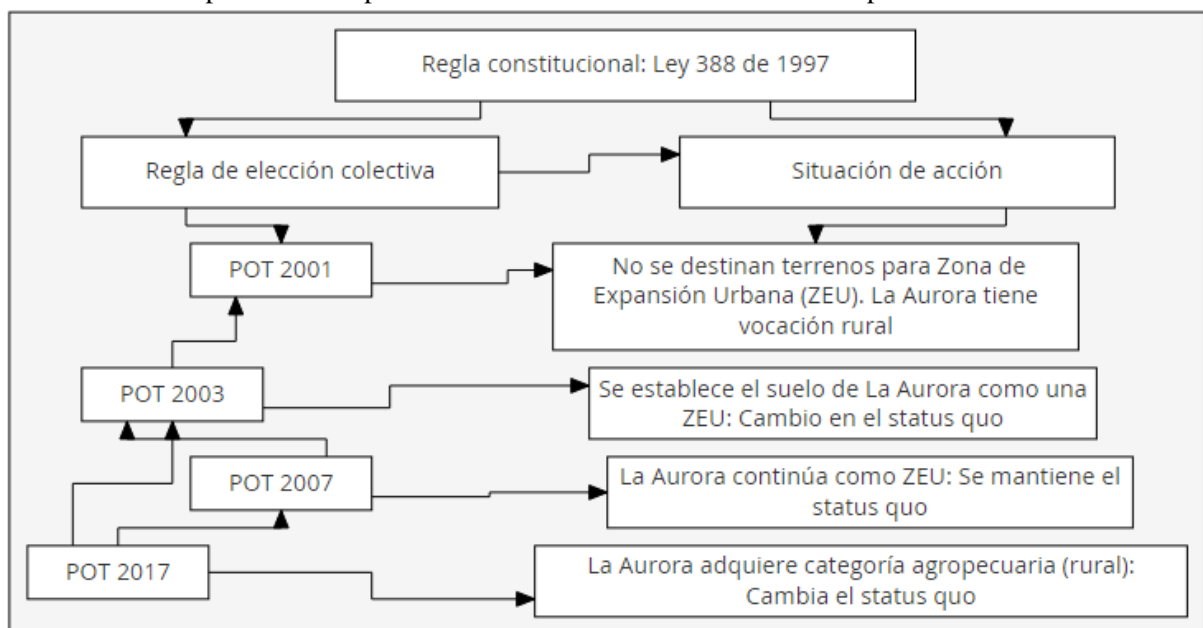 Regla constitucional: Ley 388 de 1997
Regla de elección colectiva
Situación de acción
POT 2001
No se destinan terrenos para Zona de
Expansión Urbana (ZEU). La Aurora tiene
vocación rural
POT 2003
Se establece el suelo de La Aurora como una
ZEU: Cambio en el status quo
POT 2007
La Aurora continúa como ZEU: Se mantiene el
status quo
POT 2017
La Aurora adquiere categoría agropecuaria (rural):
Cambia el status quo